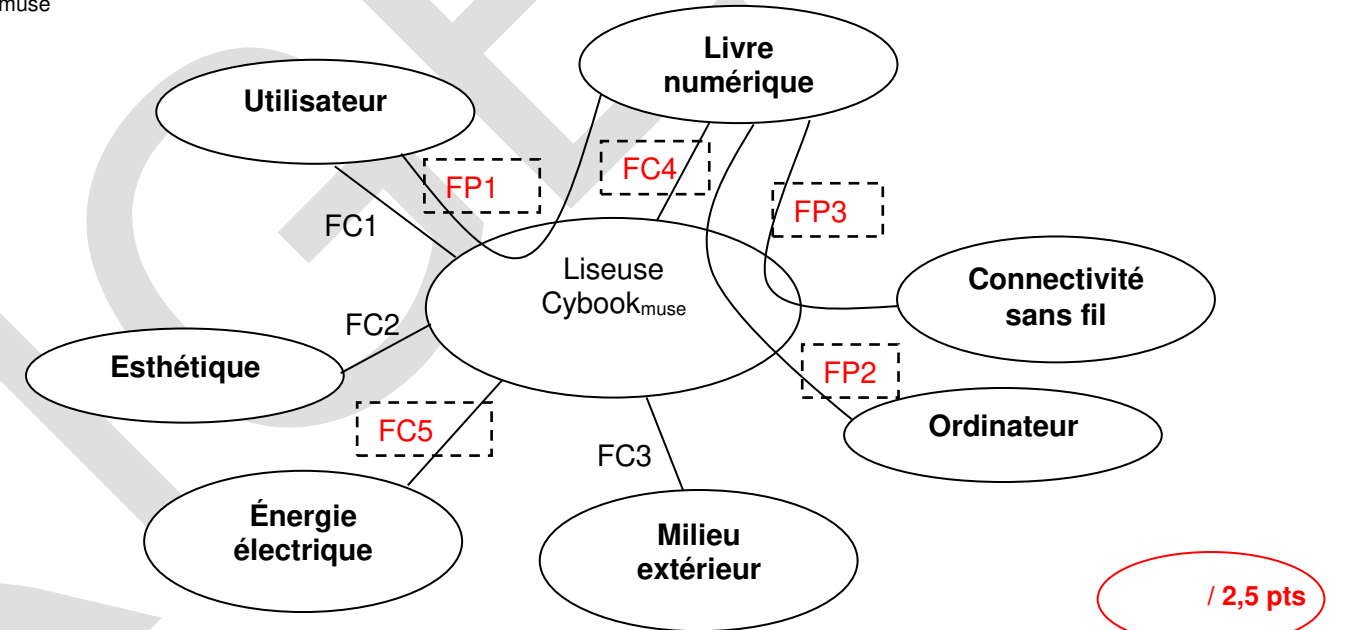 muse
Livre
numérique
Utilisateur
FP1
FC4
FP3
FC1
Liseuse
Cybookmuse
Connectivité
sans fil
FC2
Esthétique
FP2
FC5
Ordinateur
FC3
Énergie
électrique
Milieu
extérieur
/ 2,5 pts